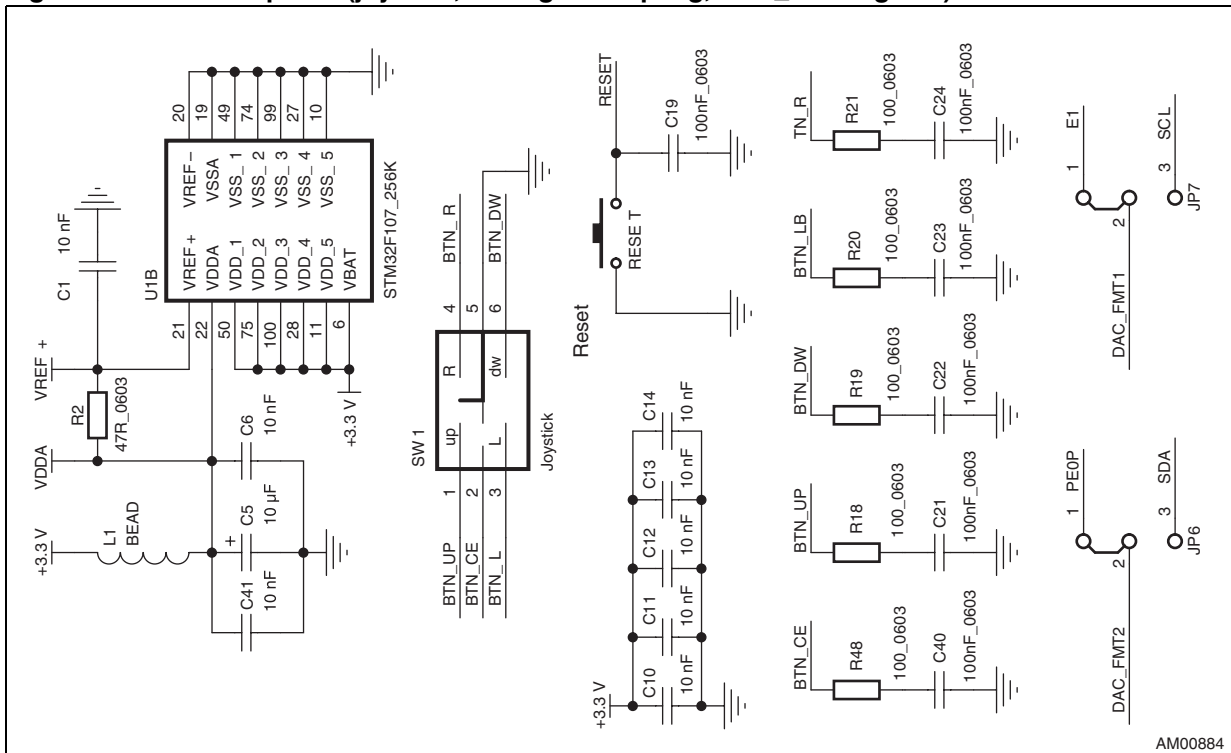 +3.3 V
L1
BEAD
VDDA
R2
47R_0603
VREF +
C1
10 nF
C41
10 nF
C5
10 µF
+
C6
10 nF
+3.3 V
U1B
21
22
50
75
100
28
11
6
VREF +
VDDA
VDD_1
VDD_2
VDD_3
VDD_4
VDD_5
VBAT
VREF-
VSSA
VSS_1
VSS_2
VSS_3
VSS_4
VSS_5
20
19
49
74
99
27
10
STM32F107_256K
SW 1
BTN_UP
BTN_CE
BTN_L
1
2
3
up
L
R
dw
4
5
6
BTN_R
BTN_DW
Joystick
Reset
RESE T
RESET
C19
100nF_0603
+3.3 V
C10
10 nF
C11
10 nF
C12
10 nF
C13
10 nF
C14
10 nF
BTN_CE
R48
100_0603
C40
100nF_0603
BTN_UP
R18
100_0603
C21
100nF_0603
BTN_DW
R19
100_0603
C22
100nF_0603
BTN_LB
R20
100_0603
C23
100nF_0603
TN_R
R21
100_0603
C24
100nF_0603
DAC_FMT2
2
1
PE0P
3
SDA
JP6
DAC_FMT1
2
1
E1
3
SCL
JP7
AM00884